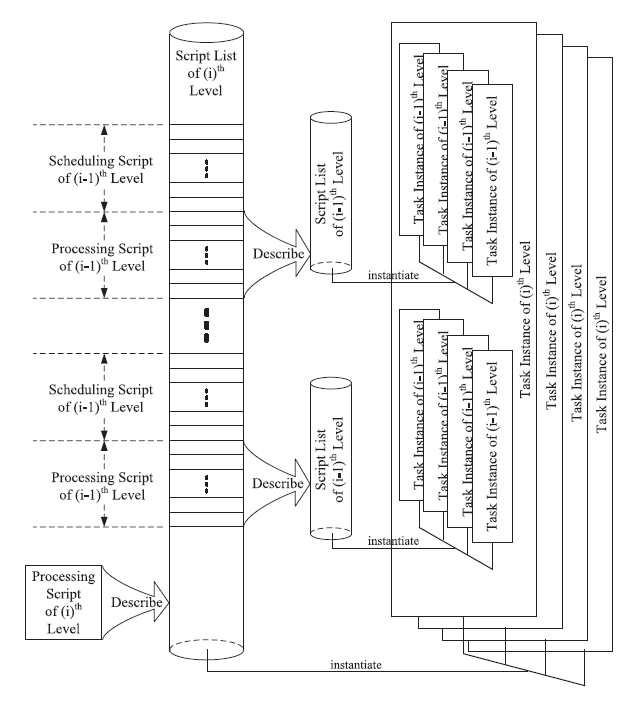 Script List
of (i)th
Level
Scheduling Script
of (i-1)th Level
Processing Script
of (i-1)th Level
Scheduling Script
of (i-1)th Level
Processing Script
of (i-1)th Level
Processing
Script
of (i)th
Level
Describe
Describe
Describe
Script List
of (i-1)th Level
Script List
of (i-1)th Level
instantiate
instantiate
instantiate
Task Instance of (i-1)th Level
Task Instance of (i-1)th Level
Task Instance of (i-1)th Level
Task Instance of (i-1)th Level
Task Instance of (i-1)th Level
Task Instance of (i-1)th Level
Task Instance of (i-1)th Level
Task Instance of (i-1)th Level
Task Instance of (i)th Level
Task Instance of (i)th Level
Task Instance of (i)th Level
Task Instance of (i)th Level